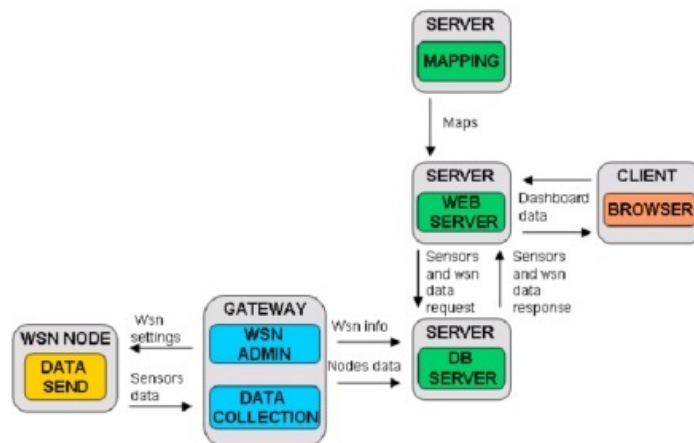 SERVER
MAPPING
Maps
SERVER
WEB
SERVER
CLIENT
BROWSER
Dashboard
data
Sensors
and wsn
data
request
Sensors
and wsn
data
response
GATEWAY
WSN
ADMIN
DATA
COLLECTION
Wsn
settings
Sensors
data
WSN NODE
DATA
SEND
Wsn info
Nodes data
SERVER
DB
SERVER